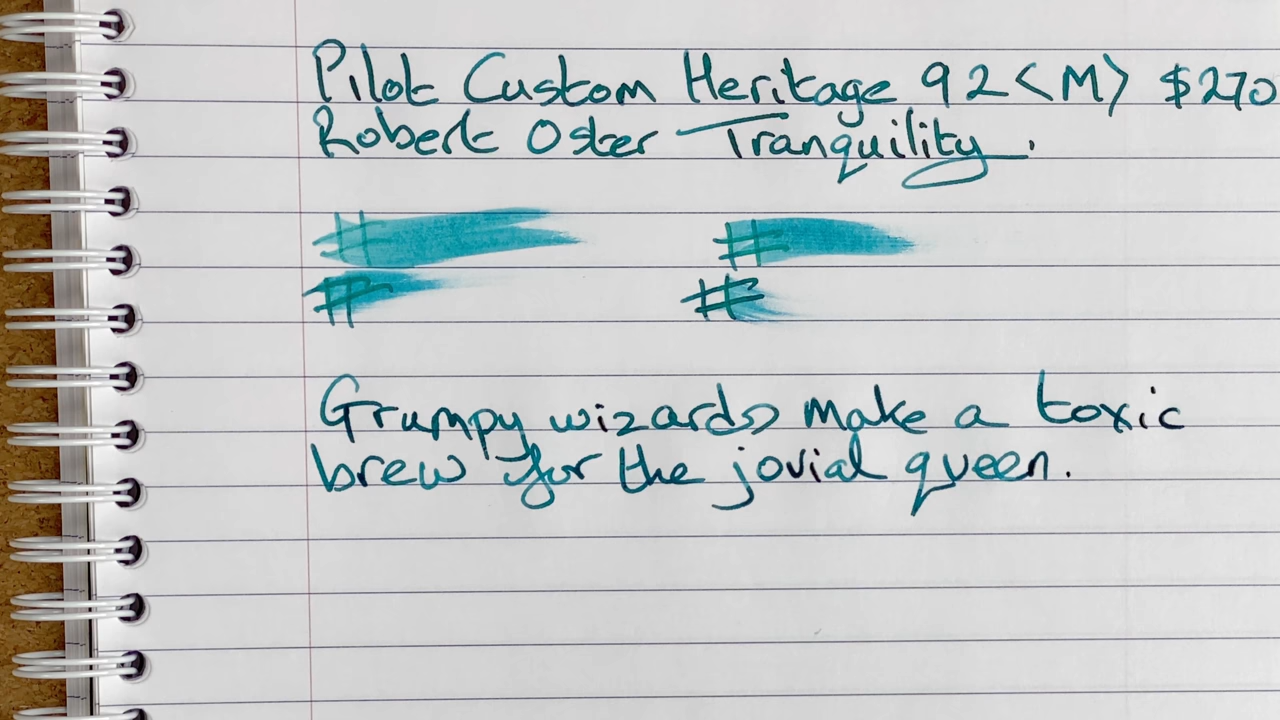 Pilot Custom Heritage 92 <M> $270
Robert Oster Tranquility.
# #
# #
Grumpy wizards make a toxic
brew for the jovial queen.